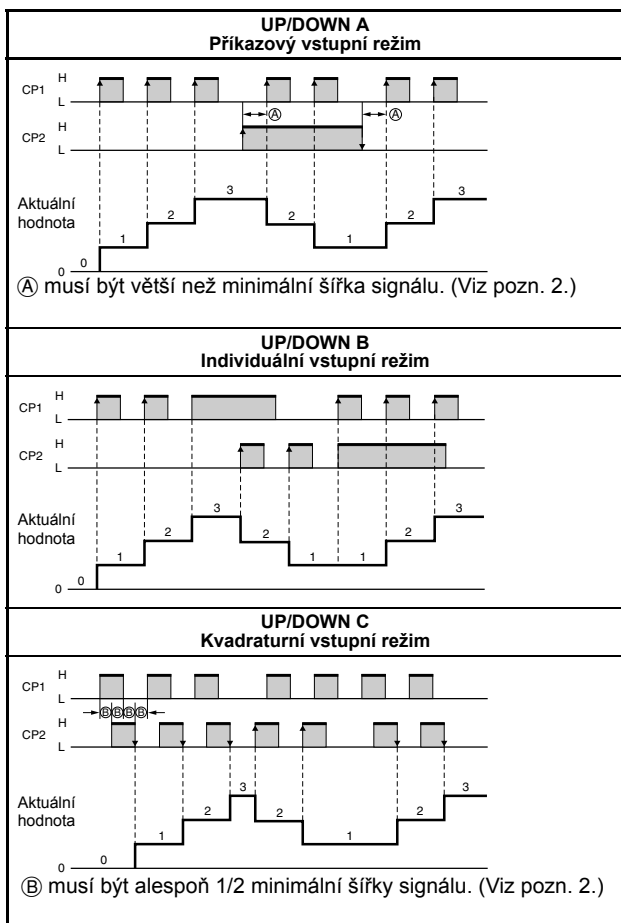 UP/DOWN A
Příkazový vstupní režim
CP1 H
L
Ⓐ Ⓐ
CP2 H
L
Aktuální hodnota
0 1 2 3 2 1 2 3
0
Ⓐ musí být větší než minimální šířka signálu. (Viz pozn. 2.)
UP/DOWN B
Individuální vstupní režim
CP1 H
L
CP2 H
L
Aktuální hodnota
0 1 2 3 2 1 1 2 3
0
UP/DOWN C
Kvadraturní vstupní režim
CP1 H
L
Ⓑ Ⓑ Ⓑ Ⓑ
CP2 H
L
Aktuální hodnota
0 1 2 3 2 1 2 3
0
Ⓑ musí být alespoň 1/2 minimální šířky signálu. (Viz pozn. 2.)